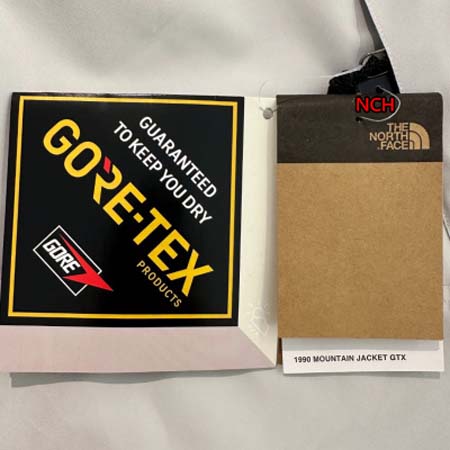 GUARANTEED
TO KEEP YOU DRY
GORE-TEX
PRODUCTS
GORE
NCH
THE
NORTH
FACE
1990 MOUNTAIN JACKET GTX